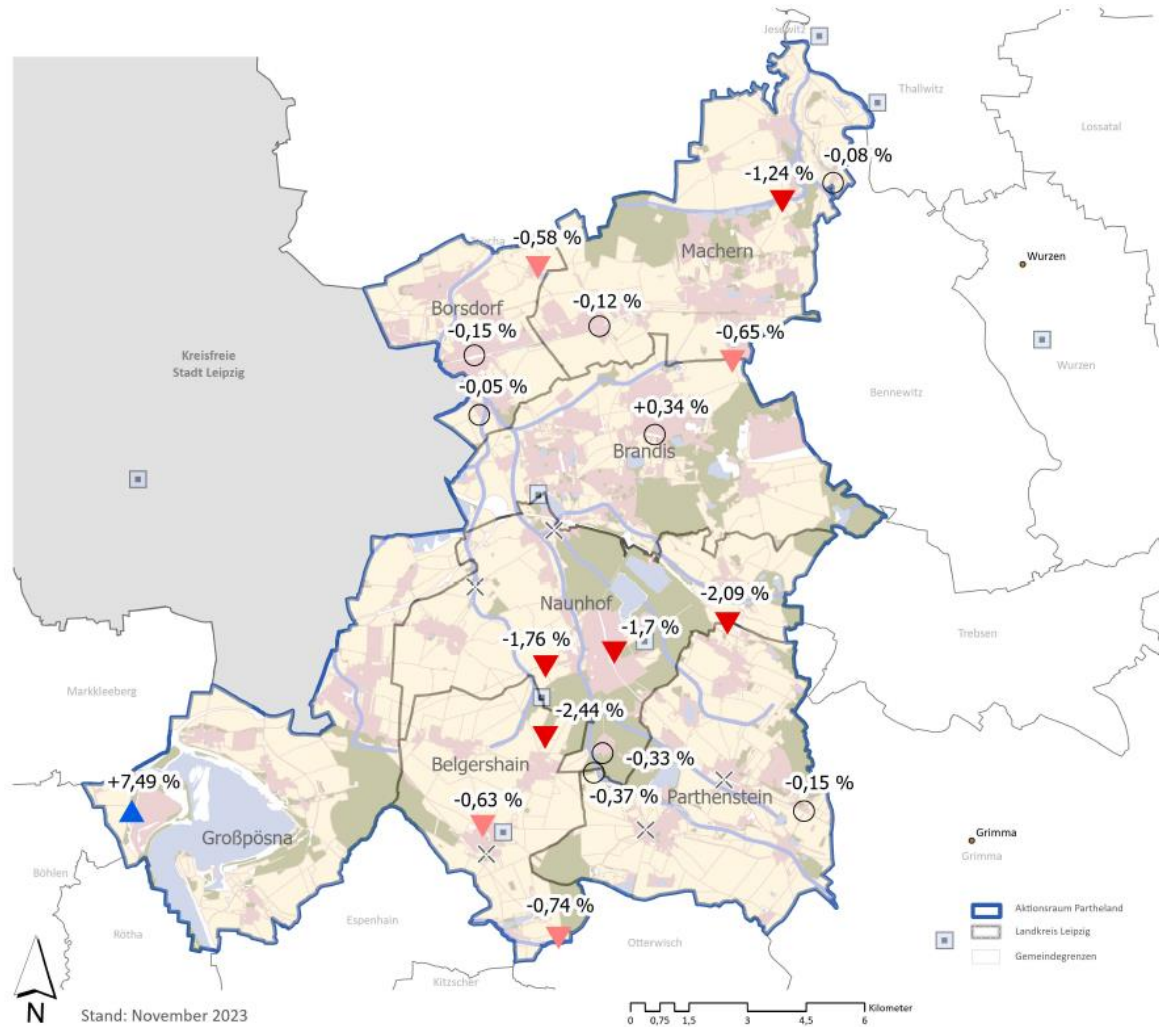 Jesewitz
Thallwitz
Lossatal
-0,08 %
-1,24 %
-0,58 %
Machern
Wurzen
Borsdorf
-0,12 %
-0,15 %
-0,65 %
Kreisfreie
Stadt Leipzig
Wurzen
-0,05 %
Bennewitz
+0,34 %
Brandis
-2,09 %
Naunhof
-1,7 %
-1,76 %
Trebsen
Markkleeberg
-2,44 %
-0,33 %
Belgershain
+7,49 %
-0,37 %
Parthenstein
-0,15 %
-0,63 %
Großpösna
Grimma
Grimma
Böhlen
-0,74 %
Aktionsraum Partheland
Espenhain
Rötha
Otterwisch
Landkreis Leipzig
Gemeindegrenzen
Kitzscher
N
Stand: November 2023
Kilometer
0 0,75 1,5 3 4,5 6